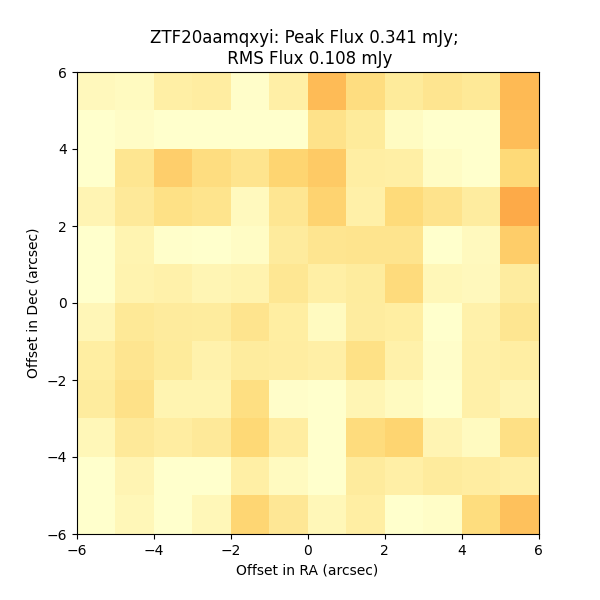 ZTF20aamqxyi: Peak Flux 0.341 mJy;
RMS Flux 0.108 mJy
6
4
2
0
−2
−4
−6
Offset in Dec (arcsec)
−6 −4 −2 0 2 4 6
Offset in RA (arcsec)